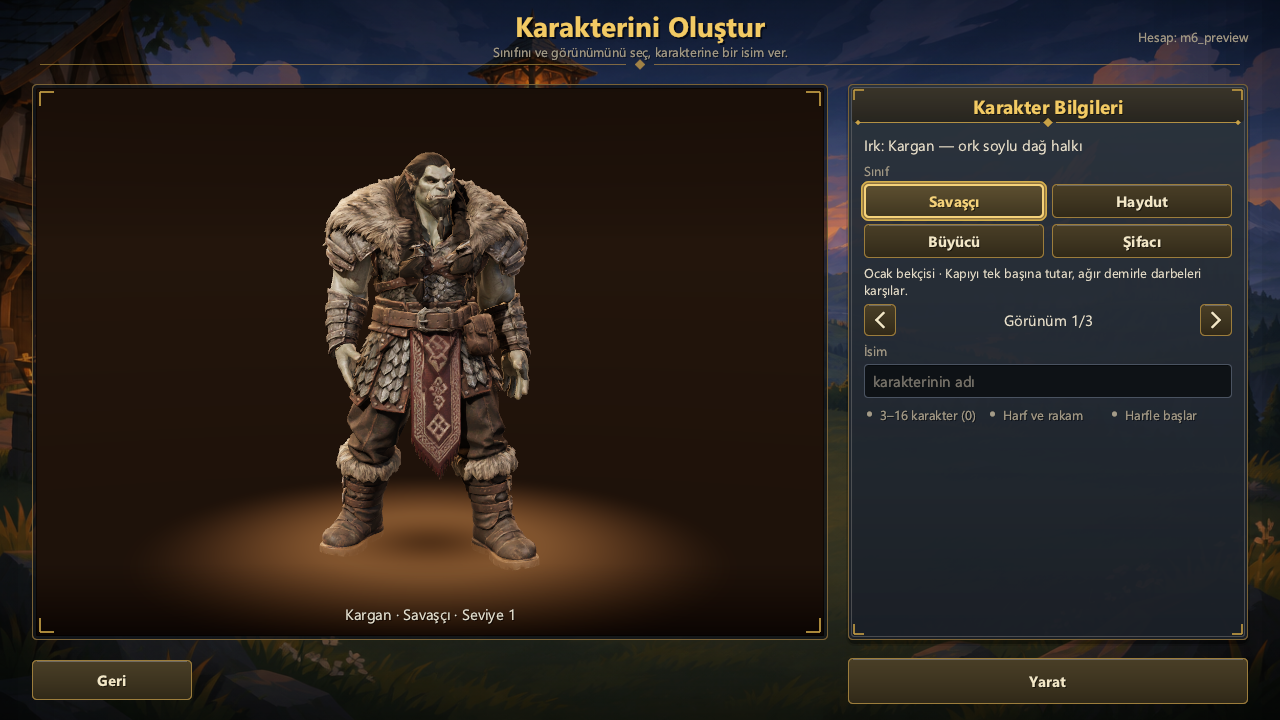 Karakterini Oluştur
Sınıfını ve görünümünü seç, karakterine bir isim ver.
Hesap: m6_preview
Karakter Bilgileri
Irk: Kargan — ork soylu dağ halkı
Sınıf
Savaşçı
Haydut
Büyücü
Şifacı
Ocak bekçisi · Kapıyı tek başına tutar, ağır demirle darbeleri
karşılar.
Görünüm 1/3
İsim
karakterinin adı
• 3–16 karakter (0) • Harf ve rakam • Harfle başlar
Kargan · Savaşçı · Seviye 1
Geri
Yarat